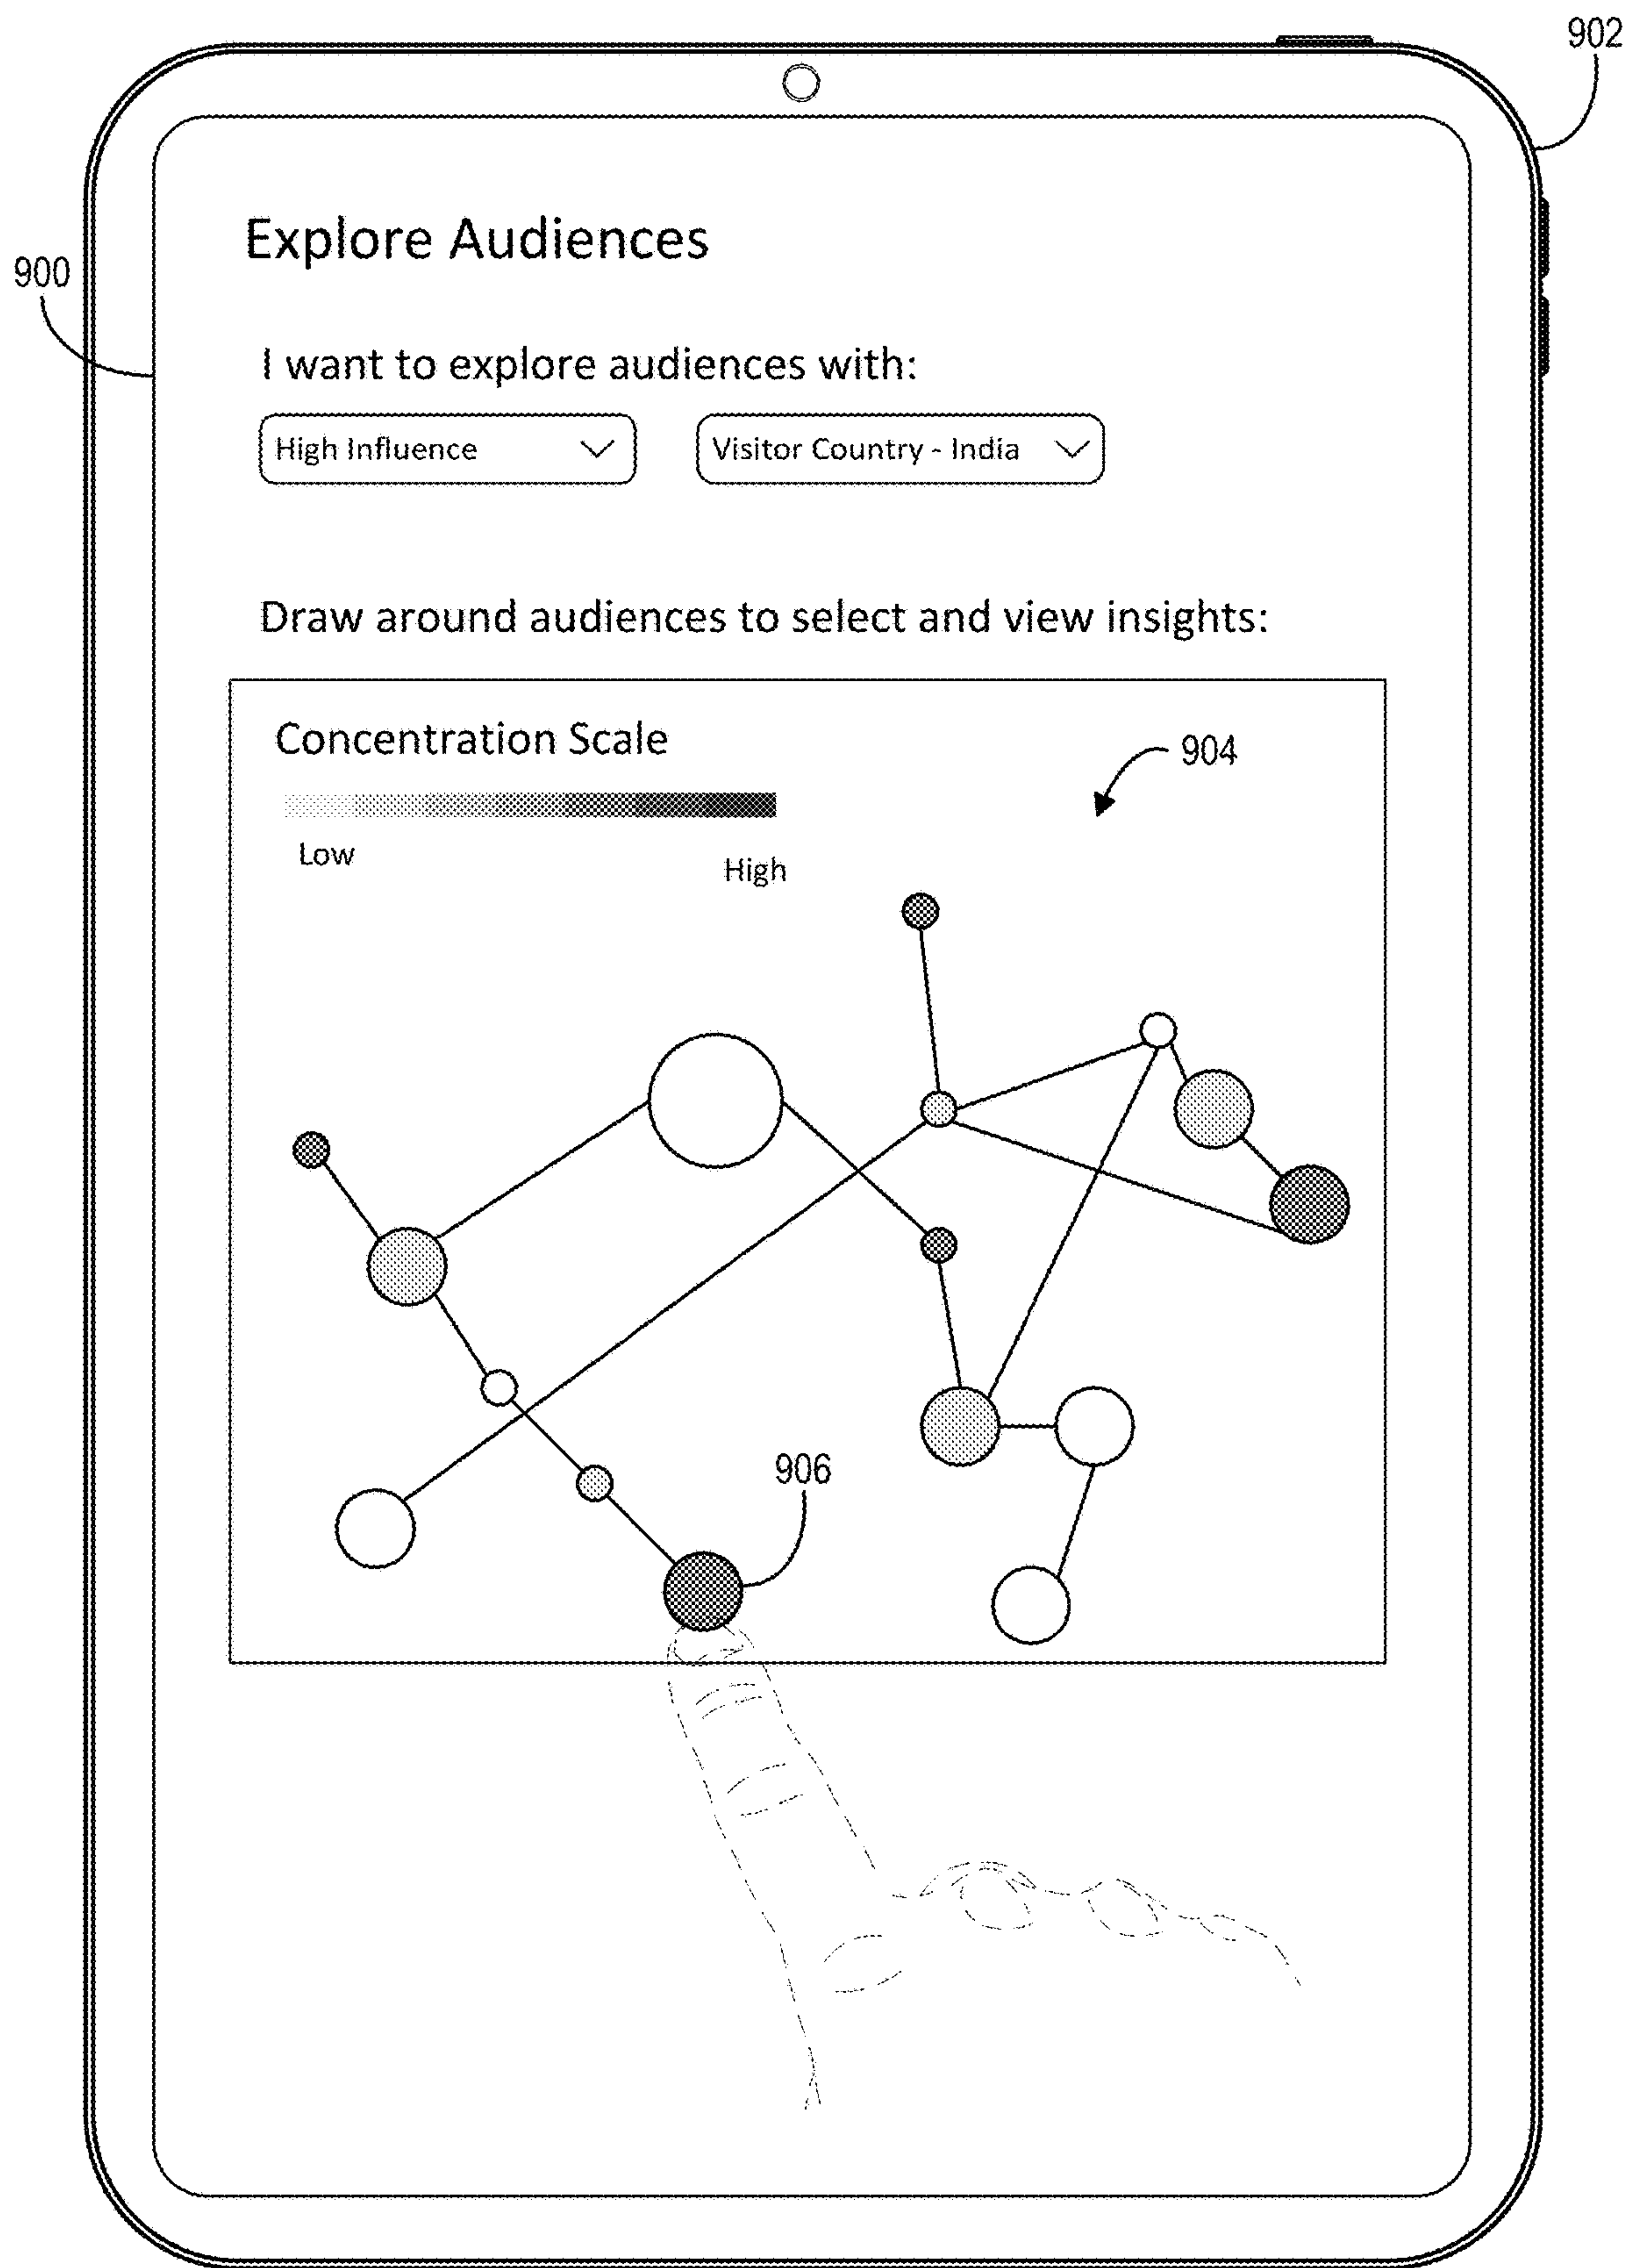 902
Explore Audiences
900
I want to explore audiences with:
High Influence
Visitor Country - India
Draw around audiences to select and view insights:
Concentration Scale
904
Low
High
906